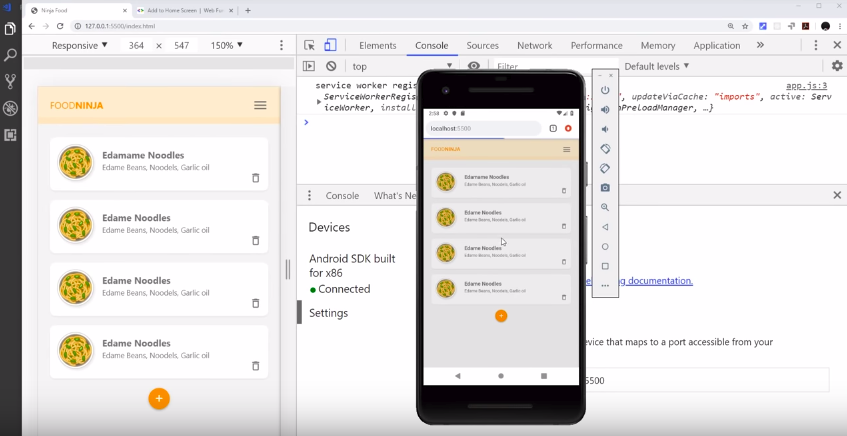 Ninja Food
Add to Home Screen | Web Fu
127.0.0.1:5500/index.html
Responsive ▼ 364 × 547 150% ▼
Elements Console Sources Network Performance Memory Application »
top Filter Default levels ▼
service worker regis
app.js:3
ServiceWorkerRegis ", updateViaCache: "imports", active: Serv
iceWorker, install nPreloadManager, …}
FOODNINJA
Edamame Noodles
Edame Beans, Noodels, Garlic oil
Edame Noodles
Edame Beans, Noodels, Garlic oil
Edame Noodles
Edame Beans, Noodels, Garlic oil
Edame Noodles
Edame Beans, Noodels, Garlic oil
+
Console What's Ne
Devices
Android SDK built
for x86
Connected
Settings
ng documentation.
evice that maps to a port accessible from your
5500
localhost:5500
FOODNINJA
Edamame Noodles
Edame Beans, Noodels, Garlic oil
Edame Noodles
Edame Beans, Noodels, Garlic oil
Edame Noodles
Edame Beans, Noodels, Garlic oil
Edame Noodles
Edame Beans, Noodels, Garlic oil
+